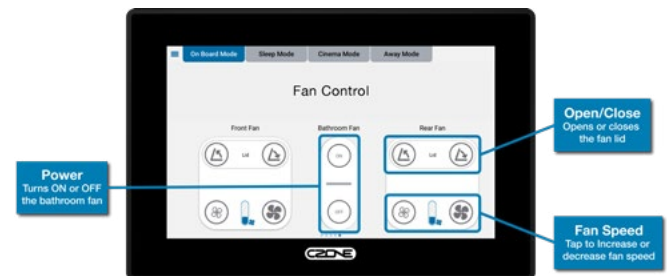 On Board Mode
Sleep Mode
Cinema Mode
Away Mode
Fan Control
Front Fan
Bathroom Fan
Rear Fan
Lid
ON
Lid
OFF
CZONE
Power
Turns ON or OFF
the bathroom fan
Open/Close
Opens or closes
the fan lid
Fan Speed
Tap to Increase or
decrease fan speed